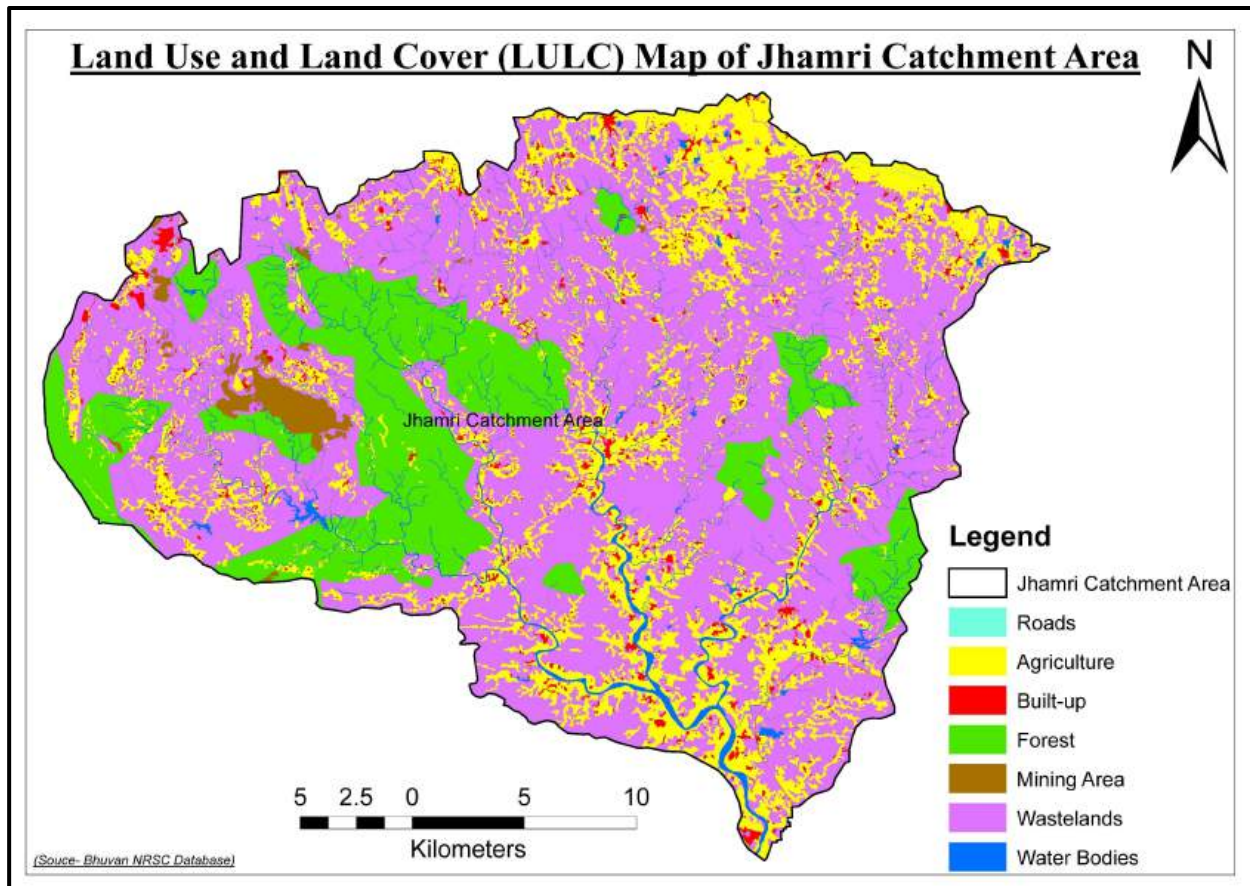 Land Use and Land Cover (LULC) Map of Jhamri Catchment Area
N
Jhamri Catchment Area
Legend
Jhamri Catchment Area
Roads
Agriculture
Built-up
Forest
Mining Area
Wastelands
Water Bodies
5 2.5 0 5 10
Kilometers
(Souce- Bhuvan NRSC Database)